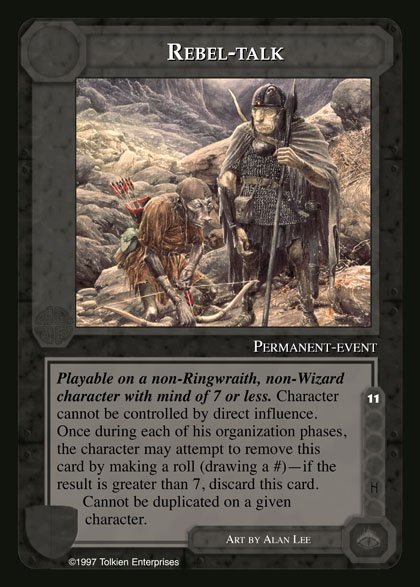 REBEL-TALK
PERMANENT-EVENT
Playable on a non-Ringwraith, non-Wizard
character with mind of 7 or less. Character
cannot be controlled by direct influence.
Once during each of his organization phases,
the character may attempt to remove this
card by making a roll (drawing a #)—if the
result is greater than 7, discard this card.
Cannot be duplicated on a given
character.
11
H
ART BY ALAN LEE
©1997 Tolkien Enterprises